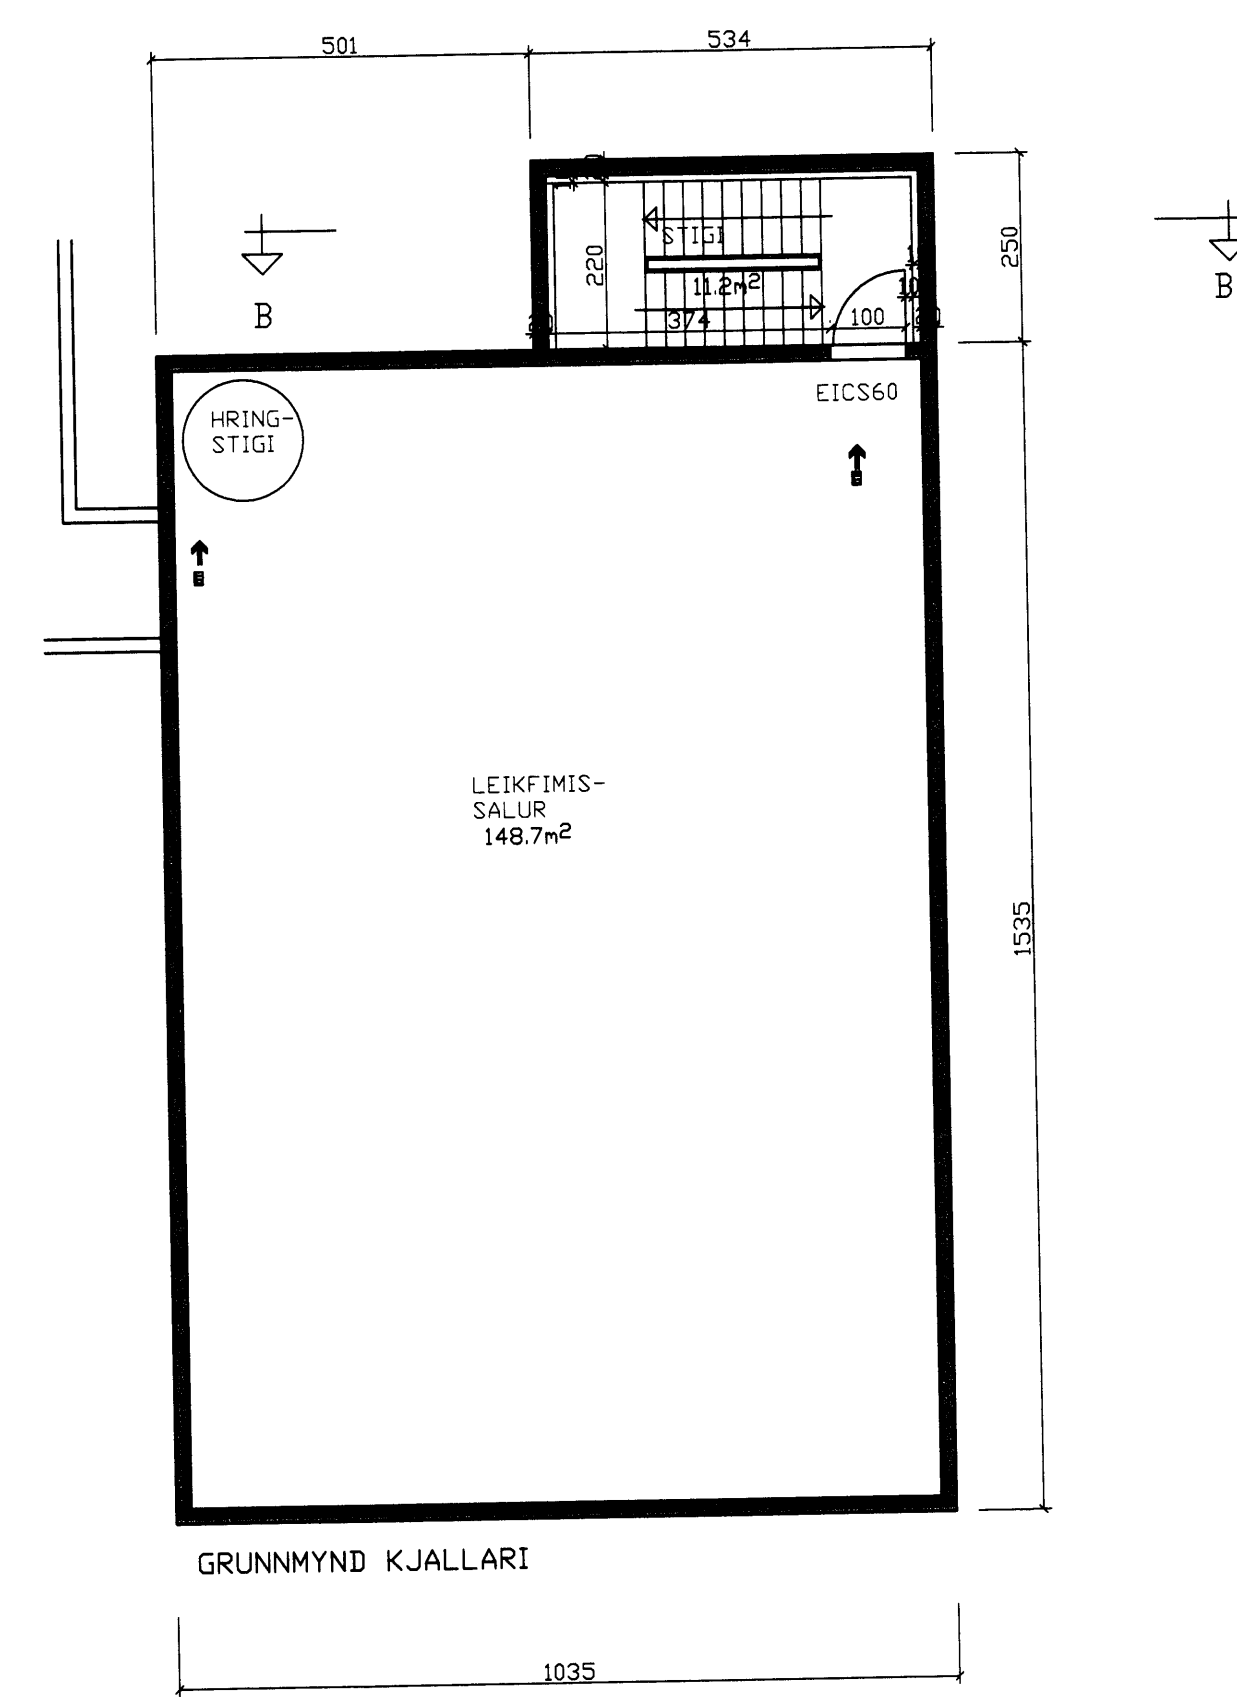 501
534
STIGI
220
11.2m2
374
100
10
250
B
B
HRING-
STIGI
EICS60
LEIKFIMIS-
SALUR
148.7m2
1535
GRUNNMYND KJALLARI
1035